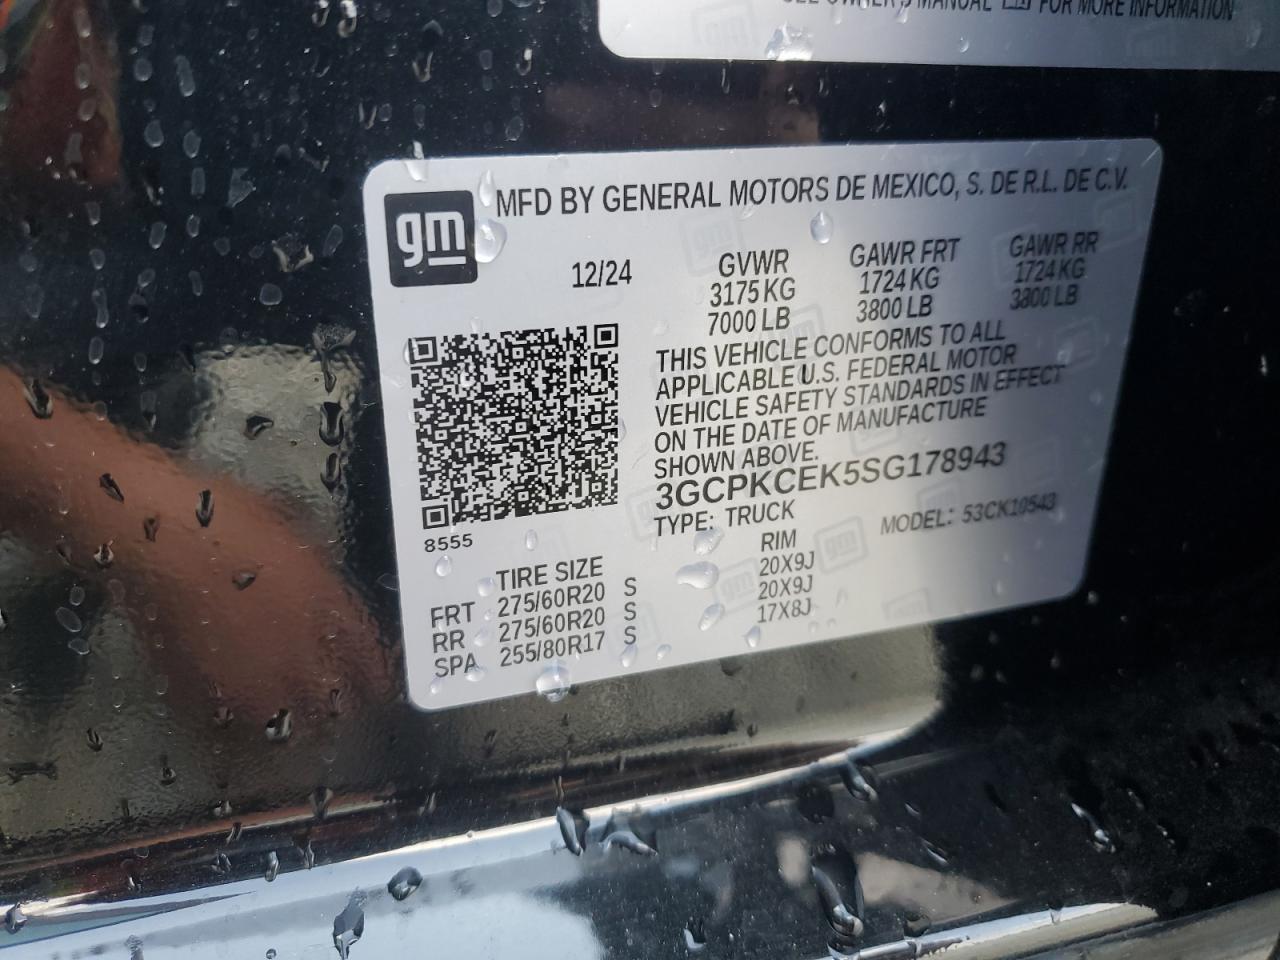 OWNER'S MANUAL FOR MORE INFORMATION
gm
MFD BY GENERAL MOTORS DE MEXICO, S. DE R.L. DE C.V.
12/24
GVWR GAWR FRT GAWR RR
3175 KG 1724 KG 1724 KG
7000 LB 3800 LB 3800 LB
THIS VEHICLE CONFORMS TO ALL
APPLICABLE U.S. FEDERAL MOTOR
VEHICLE SAFETY STANDARDS IN EFFECT
ON THE DATE OF MANUFACTURE
SHOWN ABOVE.
3GCPKCEK5SG178943
TYPE: TRUCK MODEL: 53CK10543
8555
TIRE SIZE RIM
FRT 275/60R20 S 20X9J
RR 275/60R20 S 20X9J
SPA 255/80R17 S 17X8J